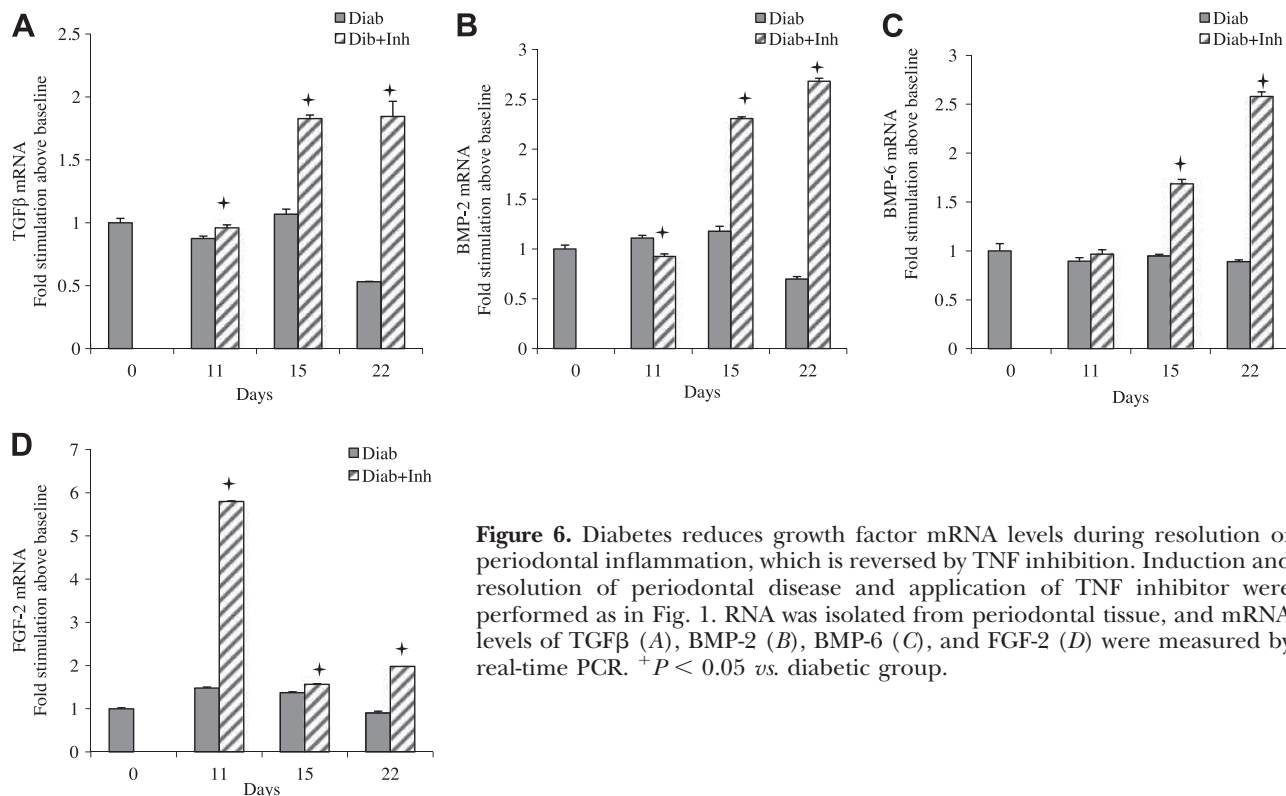 A
Diab
Dib+Inh
TGFβ mRNA
Fold stimulation above baseline
2.5
2
1.5
1
0.5
0
0 11 15 22
Days
B
Diab
Diab+Inh
BMP-2 mRNA
Fold stimulation above baseline
3
2.5
2
1.5
1
0.5
0
0 11 15 22
Days
C
Diab
Diab+Inh
BMP-6 mRNA
Fold stimulation above baseline
3
2.5
2
1.5
1
0.5
0
0 11 15 22
Days
D
Diab
Diab+Inh
FGF-2 mRNA
Fold stimulation above baseline
7
6
5
4
3
2
1
0
0 11 15 22
Days
Figure 6. Diabetes reduces growth factor mRNA levels during resolution of
periodontal inflammation, which is reversed by TNF inhibition. Induction and
resolution of periodontal disease and application of TNF inhibitor were
performed as in Fig. 1. RNA was isolated from periodontal tissue, and mRNA
levels of TGFβ (A), BMP-2 (B), BMP-6 (C), and FGF-2 (D) were measured by
real-time PCR. +P < 0.05 vs. diabetic group.